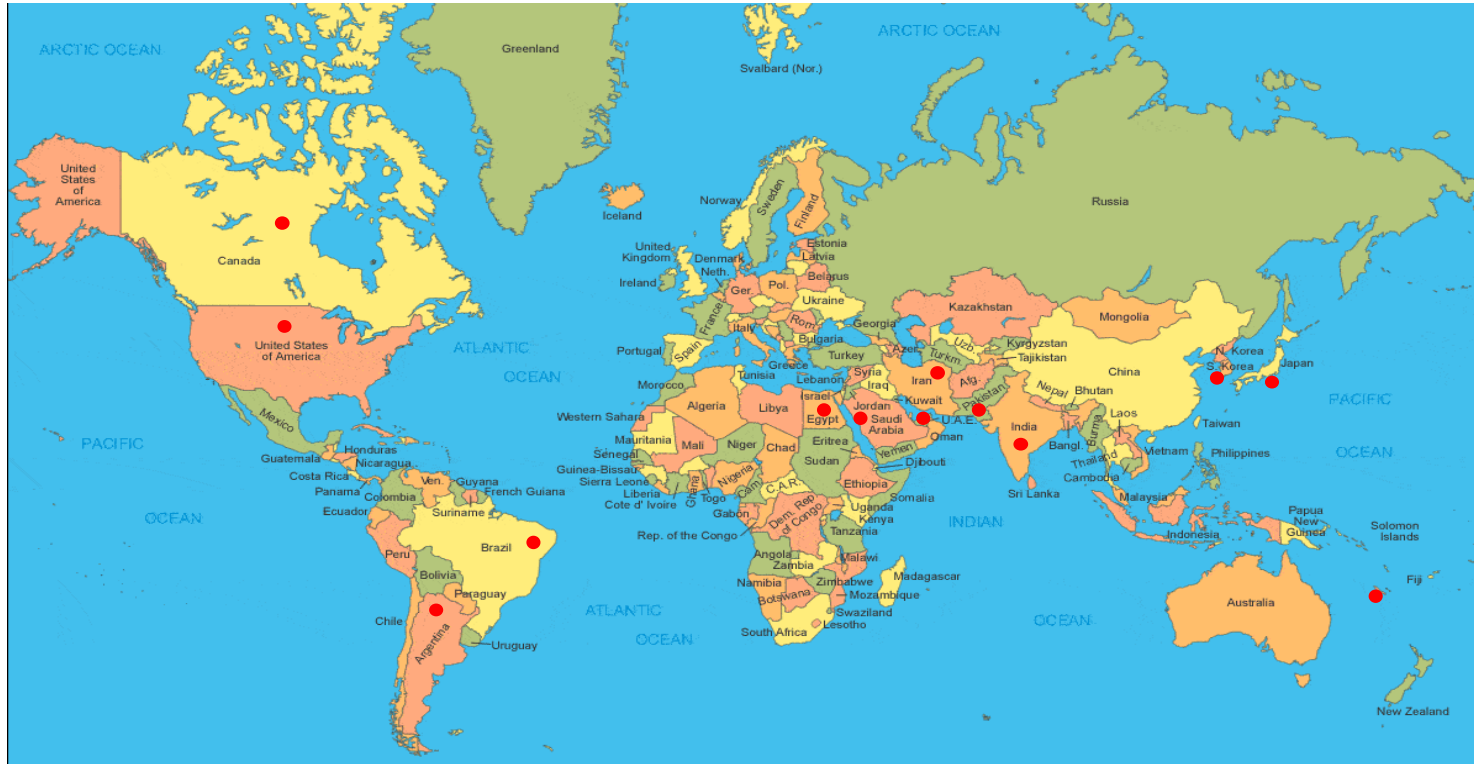 ARCTIC OCEAN
Greenland
Svalbard (Nor.)
ARCTIC OCEAN
United
States
of
America
Canada
Iceland
Norway
Sweden
Finland
Russia
United
Kingdom
Ireland
Denmark
Neth.
Estonia
Latvia
Belarus
Ger.
Pol.
Ukraine
France
Rom.
Italy
Bulgaria
Portugal
Spain
Greece
Georgia
Azer.
Turkey
Kazakhstan
Mongolia
Uzb.
Turkm.
Kyrgyzstan
Tajikistan
N. Korea
S. Korea
Japan
China
United States
of America
ATLANTIC
OCEAN
Morocco
Tunisia
Lebanon
Syria
Iraq
Iran
Afg.
Pakistan
Nepal
Bhutan
Western Sahara
Algeria
Libya
Israel
Egypt
Jordan
Saudi
Arabia
Kuwait
U.A.E.
Oman
Yemen
India
Bangl.
Burma
Laos
Taiwan
PACIFIC
OCEAN
Mexico
PACIFIC
OCEAN
Guatemala
Honduras
Nicaragua
Costa Rica
Panama
Mauritania
Senegal
Guinea-Bissau
Sierra Leone
Liberia
Cote d' Ivoire
Mali
Niger
Chad
Sudan
Eritrea
Djibouti
Ethiopia
Somalia
Ghana
Togo
Nigeria
Cam.
C.A.R.
Thailand
Vietnam
Cambodia
Philippines
Sri Lanka
Malaysia
Ven.
Guyana
French Guiana
Suriname
Colombia
Ecuador
Peru
Brazil
Bolivia
Paraguay
Chile
Argentina
Uruguay
Gabon
Rep. of the Congo
Dem. Rep
of Congo
Uganda
Kenya
Tanzania
INDIAN
OCEAN
Indonesia
Papua
New
Guinea
Solomon
Islands
Angola
Zambia
Malawi
Madagascar
Namibia
Botswana
Zimbabwe
Mozambique
Swaziland
Lesotho
South Africa
ATLANTIC
OCEAN
Australia
Fiji
New Zealand